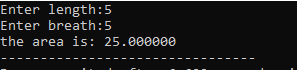 Enter length:5
Enter breath:5
the area is: 25.000000
--------------------------------